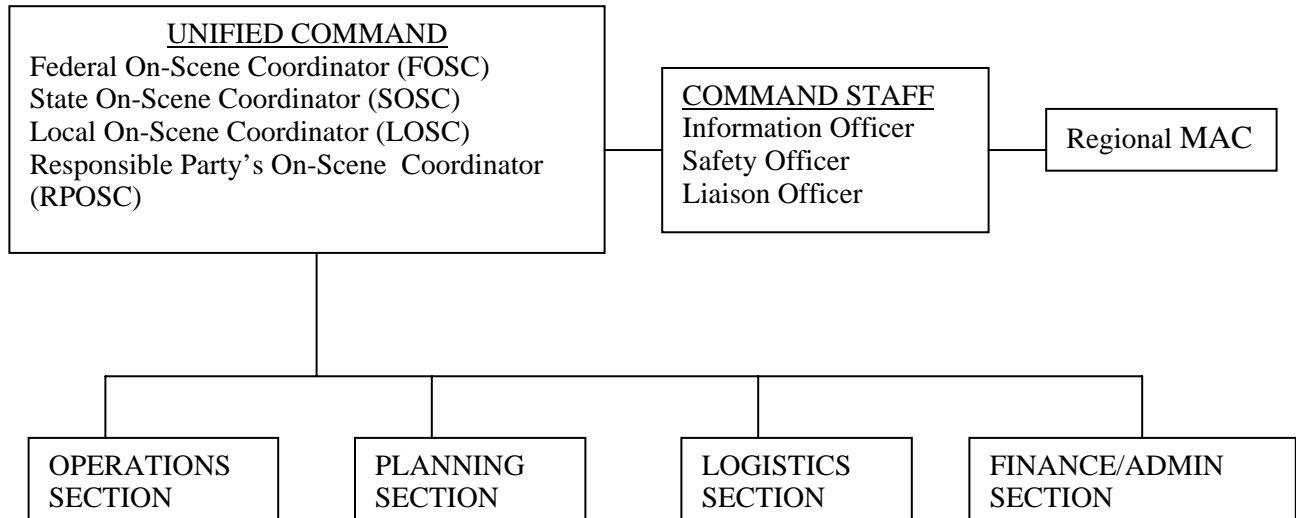 UNIFIED COMMAND
Federal On-Scene Coordinator (FOSC)
State On-Scene Coordinator (SOSC)
Local On-Scene Coordinator (LOSC)
Responsible Party’s On-Scene  Coordinator
(RPOSC)
COMMAND STAFF
Information Officer
Safety Officer
Liaison Officer
Regional MAC
OPERATIONS
SECTION
PLANNING
SECTION
LOGISTICS
SECTION
FINANCE/ADMIN
SECTION